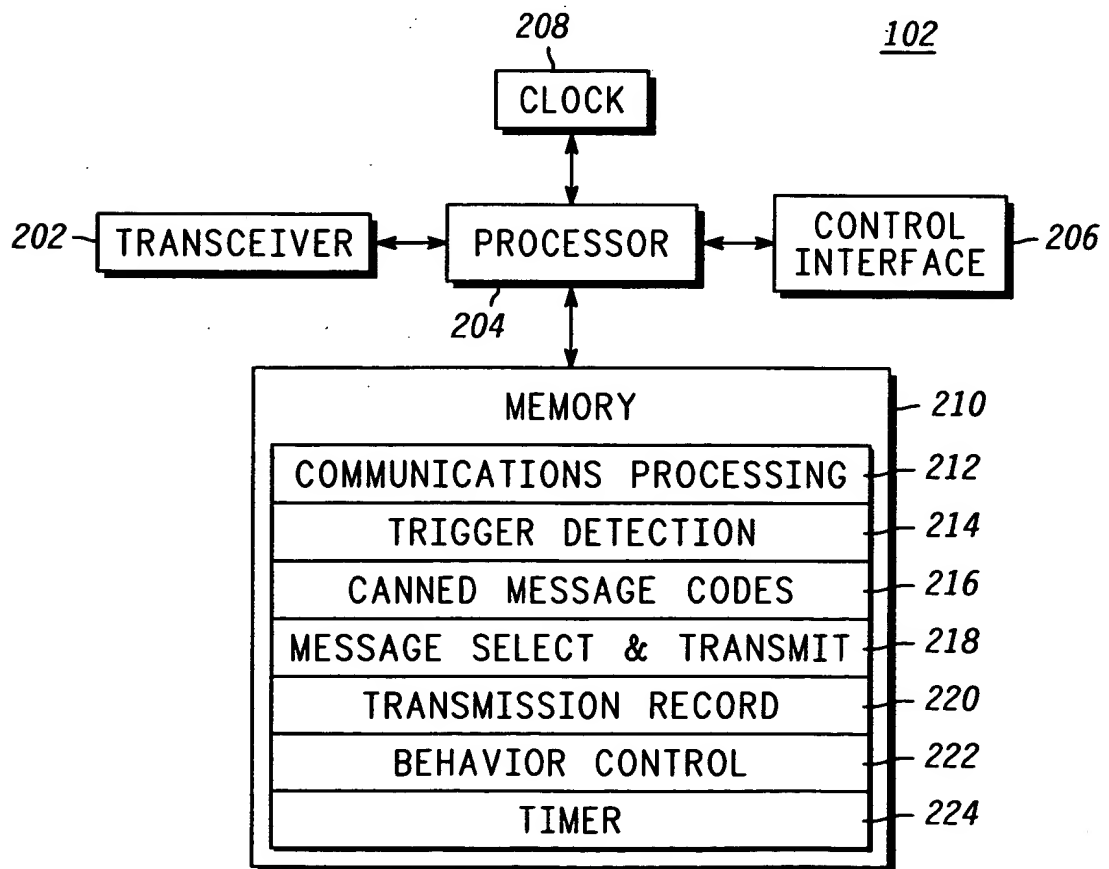 208
102
CLOCK
202
TRANSCEIVER
PROCESSOR
CONTROL
INTERFACE
206
204
MEMORY
210
COMMUNICATIONS PROCESSING
212
TRIGGER DETECTION
214
CANNED MESSAGE CODES
216
MESSAGE SELECT & TRANSMIT
218
TRANSMISSION RECORD
220
BEHAVIOR CONTROL
222
TIMER
224